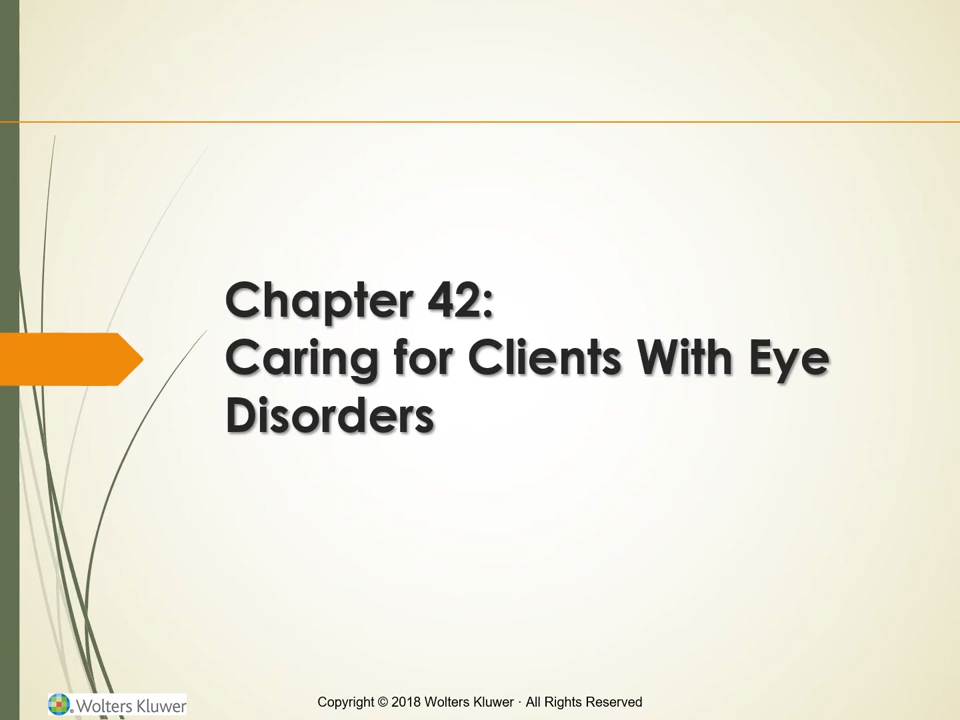 Chapter 42:
Caring for Clients With Eye
Disorders
Wolters Kluwer
Copyright © 2018 Wolters Kluwer · All Rights Reserved